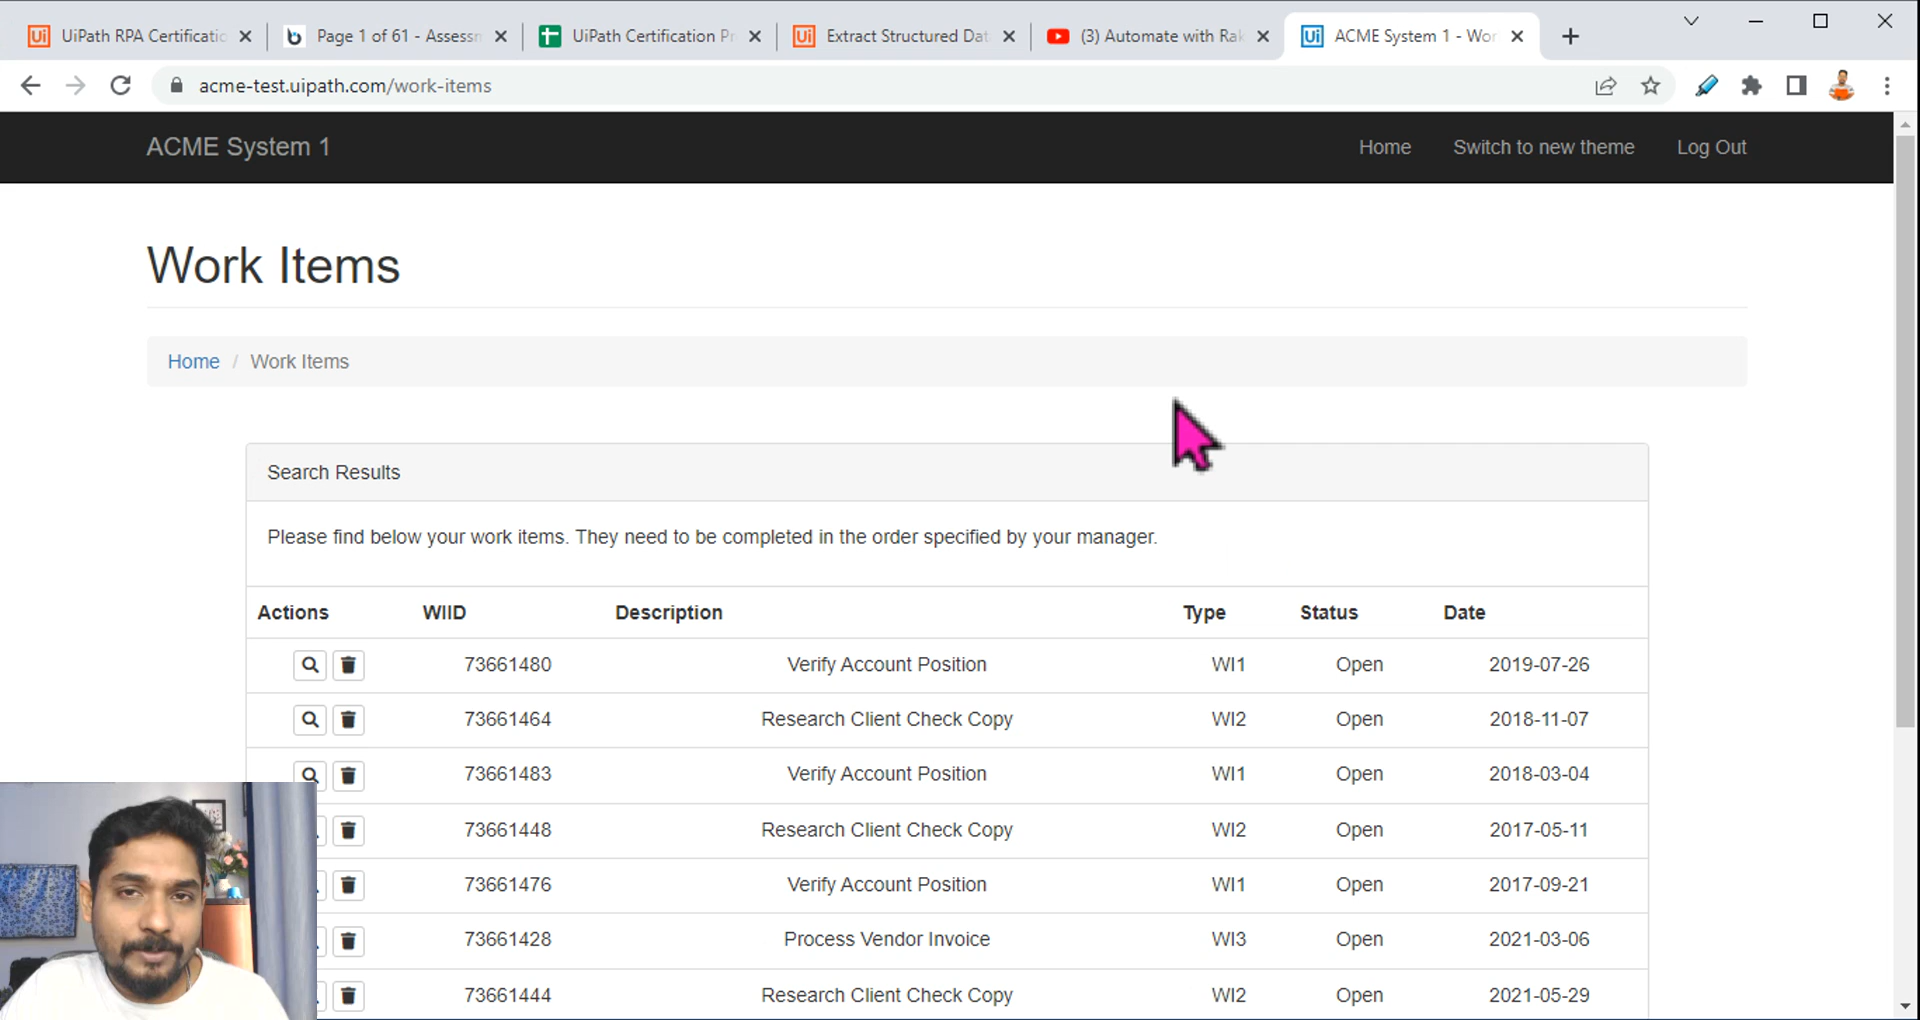 UiPath RPA Certificatio
Page 1 of 61 - Assessm
UiPath Certification Pr
Extract Structured Dat
(3) Automate with Rak
ACME System 1 - Wor
acme-test.uipath.com/work-items
ACME System 1
Home
Switch to new theme
Log Out
Work Items
Home / Work Items
Search Results
Please find below your work items. They need to be completed in the order specified by your manager.
Actions WIID Description Type Status Date
73661480 Verify Account Position WI1 Open 2019-07-26
73661464 Research Client Check Copy WI2 Open 2018-11-07
73661483 Verify Account Position WI1 Open 2018-03-04
73661448 Research Client Check Copy WI2 Open 2017-05-11
73661476 Verify Account Position WI1 Open 2017-09-21
73661428 Process Vendor Invoice WI3 Open 2021-03-06
73661444 Research Client Check Copy WI2 Open 2021-05-29